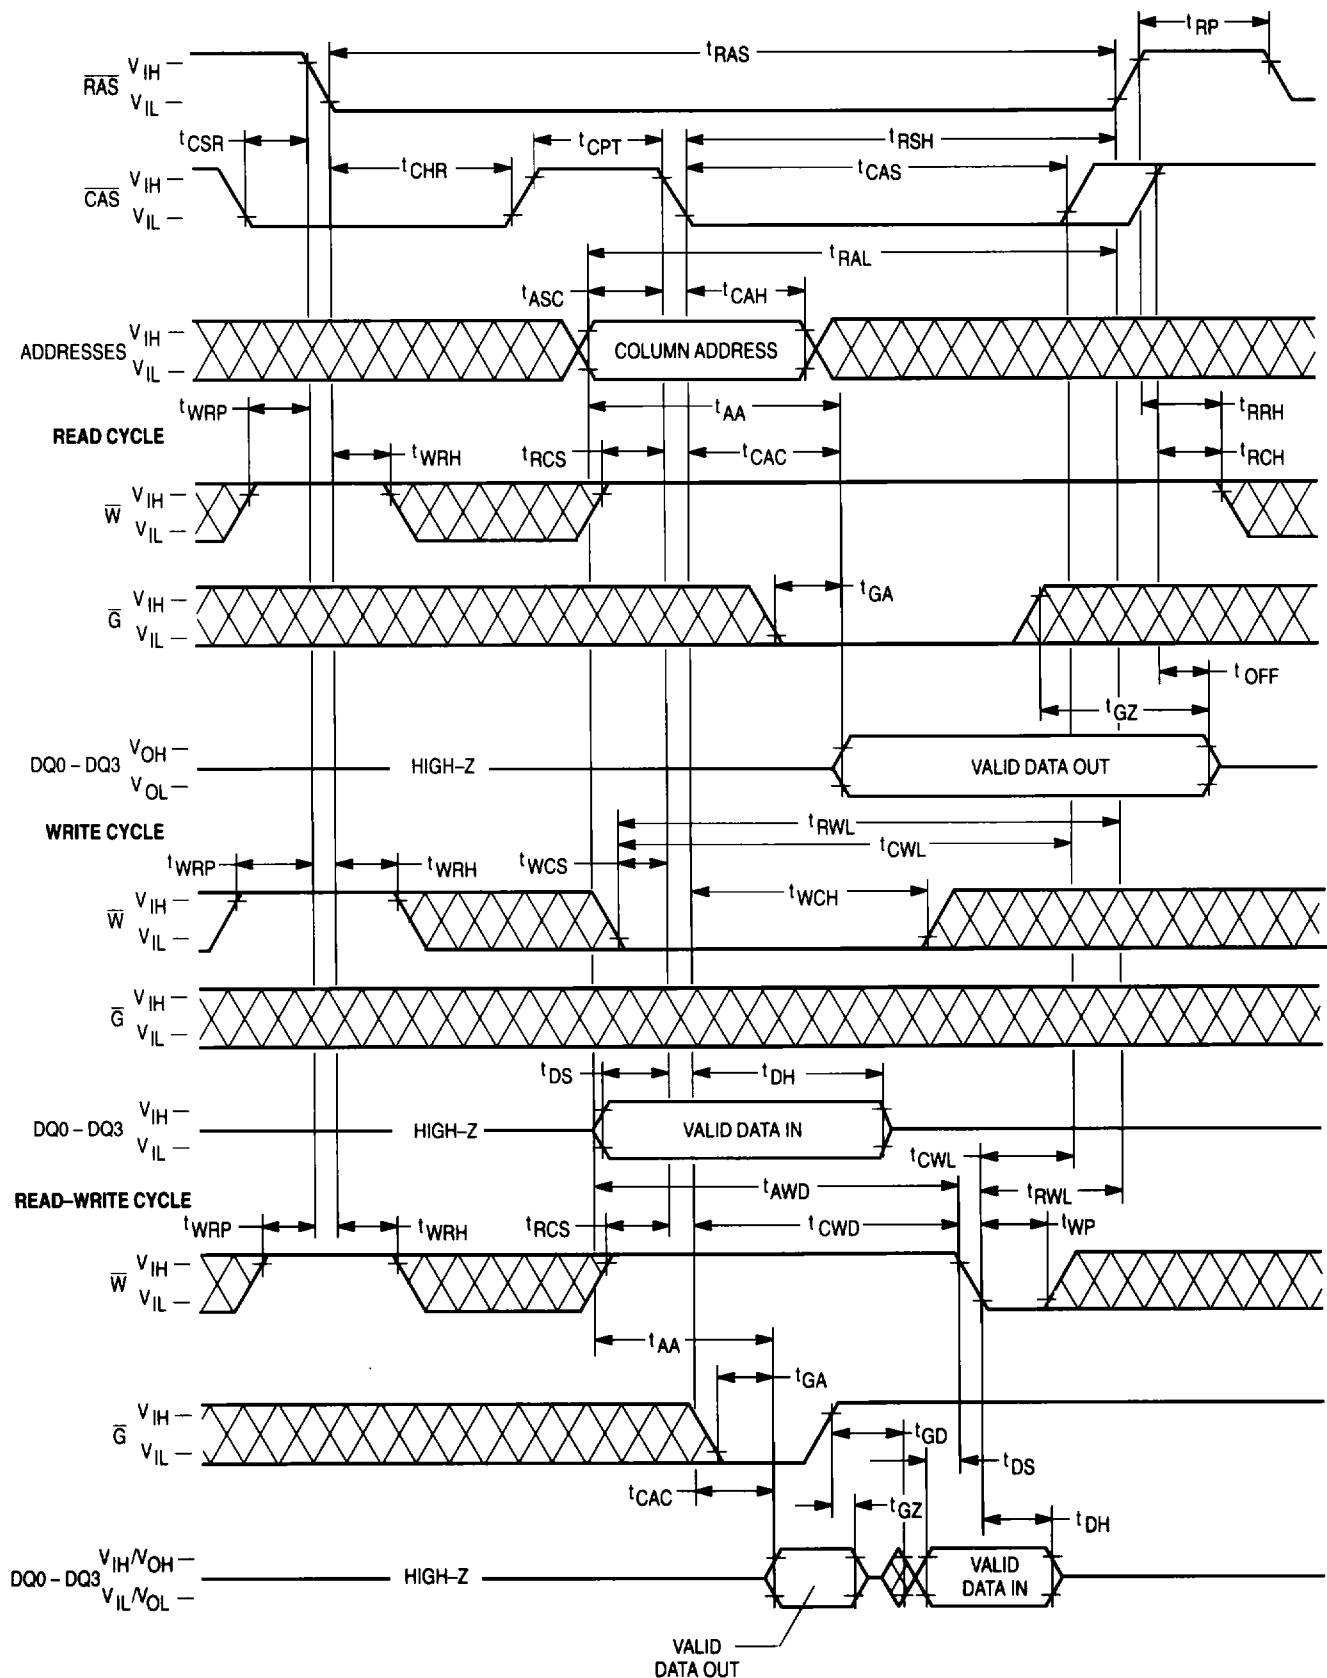 tRP
tRAS
RAS
VIH
VIL
tCSR
tCHR
tCPT
tRSH
tCAS
CAS
VIH
VIL
tRAL
tASC
tCAH
ADDRESSES
VIH
VIL
COLUMN ADDRESS
tWRP
tAA
tRRH
READ CYCLE
tWRH
tRCS
tCAC
tRCH
W
VIH
VIL
tGA
G
VIH
VIL
tOFF
tGZ
DQ0 – DQ3
VOH
VOL
HIGH–Z
VALID DATA OUT
WRITE CYCLE
tRWL
tCWL
tWRP
tWRH
tWCS
tWCH
W
VIH
VIL
G
VIH
VIL
tDS
tDH
DQ0 – DQ3
VIH
VIL
HIGH–Z
VALID DATA IN
tCWL
READ–WRITE CYCLE
tAWD
tRWL
tWRP
tWRH
tRCS
tCWD
tWP
W
VIH
VIL
tAA
tGA
G
VIH
VIL
tGD
tDS
tCAC
tGZ
tDH
DQ0 – DQ3
VIH/VOH
VIL/VOL
HIGH–Z
VALID
DATA IN
VALID
DATA OUT